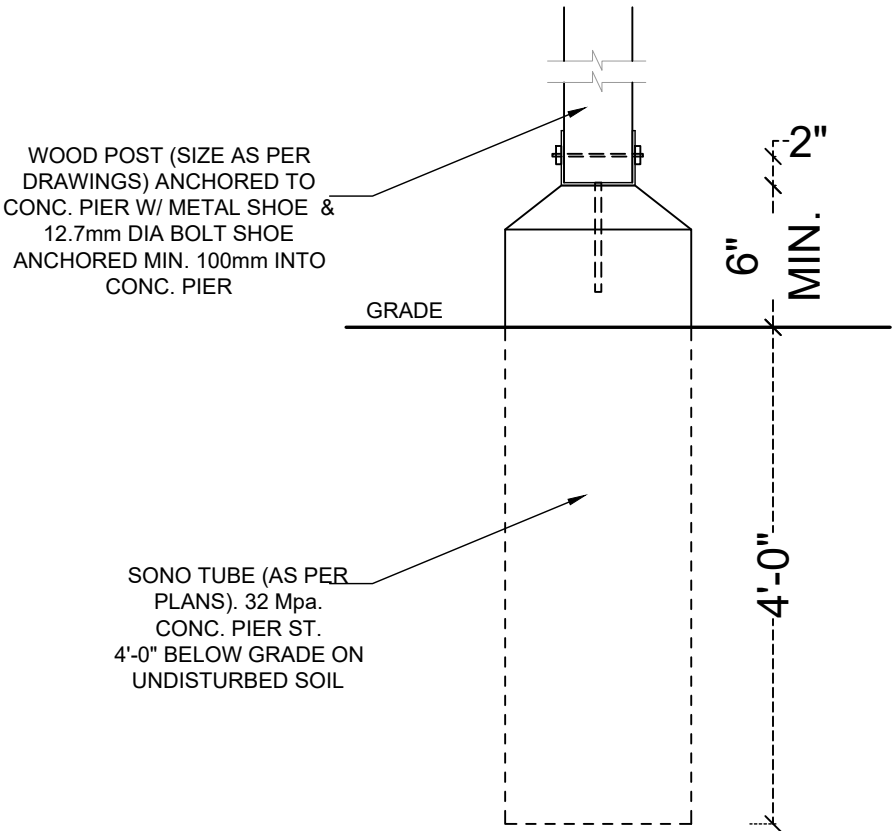 2"
WOOD POST (SIZE AS PER
DRAWINGS) ANCHORED TO
CONC. PIER W/ METAL SHOE &
12.7mm DIA BOLT SHOE
ANCHORED MIN. 100mm INTO
CONC. PIER
6"
MIN.
GRADE
SONO TUBE (AS PER
PLANS). 32 Mpa.
CONC. PIER ST.
4'-0" BELOW GRADE ON
UNDISTURBED SOIL
4'-0"